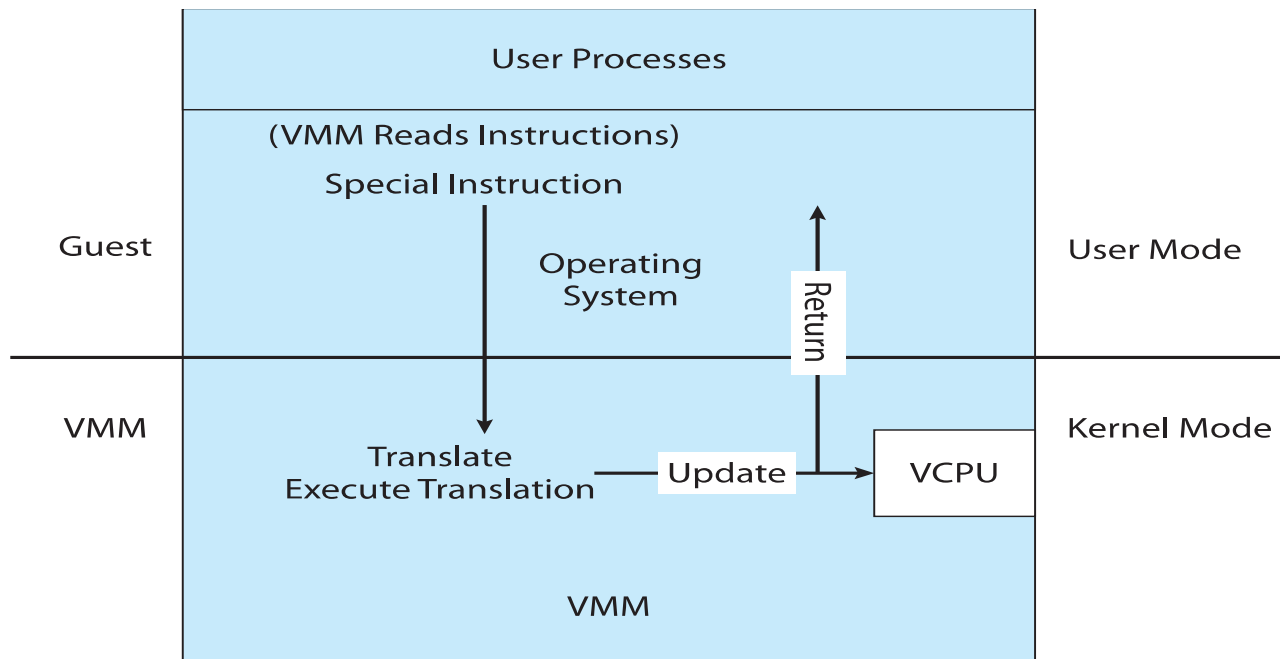 User Processes
(VMM Reads Instructions)
Special Instruction
Guest
Operating
System
User Mode
Return
VMM
Kernel Mode
Translate
Execute Translation
Update
VCPU
VMM